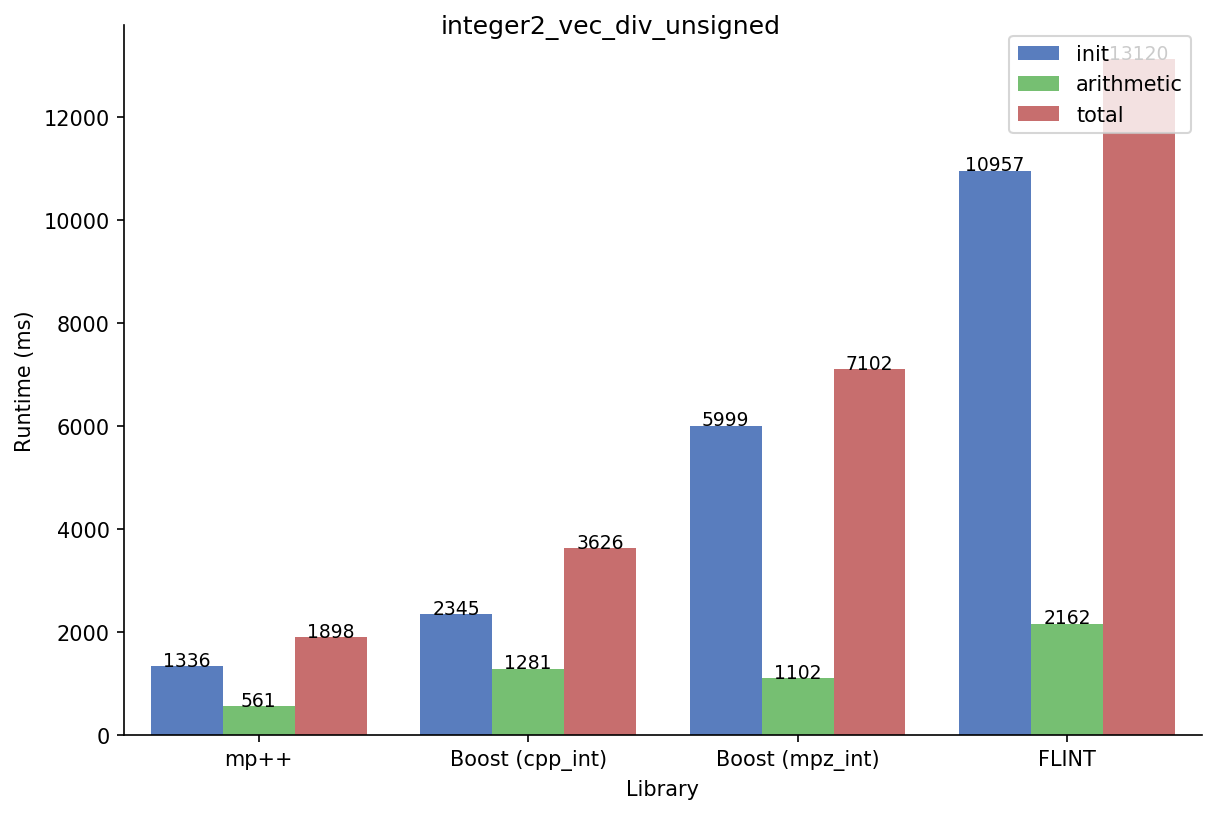 integer2_vec_div_unsigned
init
arithmetic
total
13120
12000
10957
10000
8000
7102
6000
5999
4000
3626
2345
2000
2162
1898
1336
1281
1102
561
0
Runtime (ms)
mp++
Boost (cpp_int)
Boost (mpz_int)
FLINT
Library